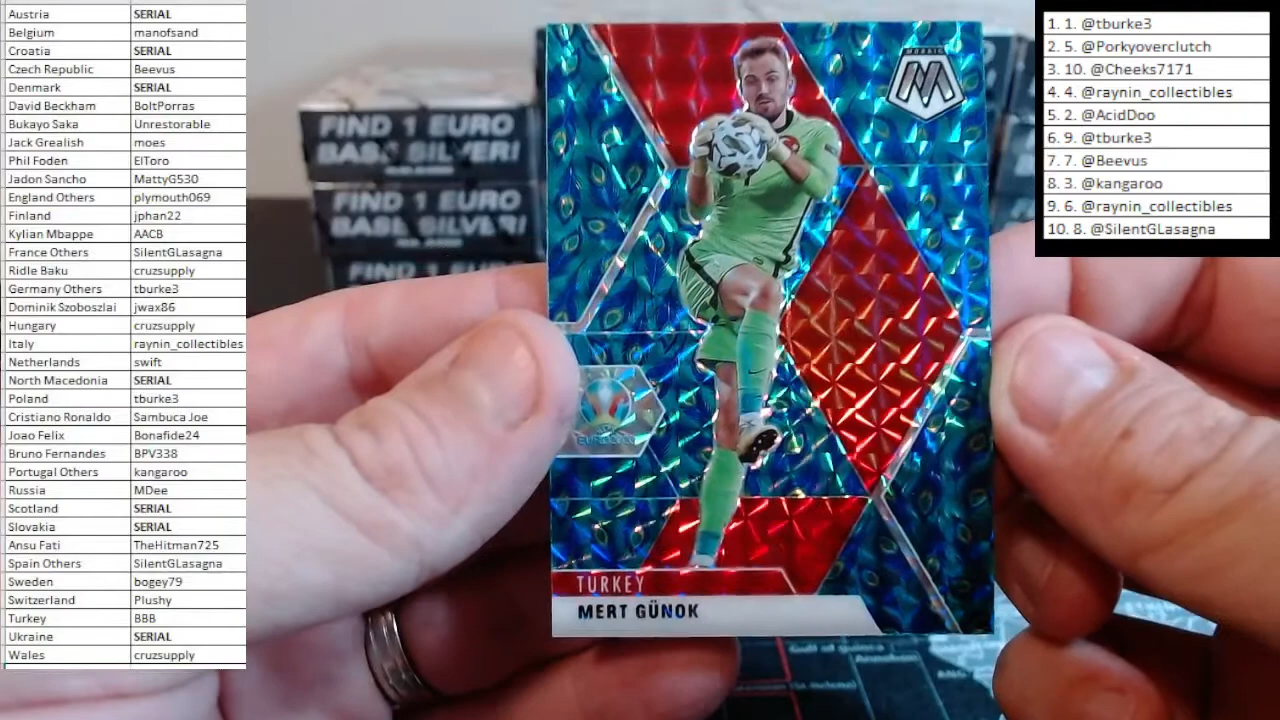 Austria SERIAL
Belgium manofsand
Croatia SERIAL
Czech Republic Beevus
Denmark SERIAL
David Beckham BoltPorras
Bukayo Saka Unrestorable
Jack Grealish moes
Phil Foden ElToro
Jadon Sancho MattyG530
England Others plymouth069
Finland jphan22
Kylian Mbappe AACB
France Others SilentGLasagna
Ridle Baku cruzsupply
Germany Others tburke3
Dominik Szoboszlai jwax86
Hungary cruzsupply
Italy raynin_collectibles
Netherlands swift
North Macedonia SERIAL
Poland tburke3
Cristiano Ronaldo Sambuca Joe
Joao Felix Bonafide24
Bruno Fernandes BPV338
Portugal Others kangaroo
Russia MDee
Scotland SERIAL
Slovakia SERIAL
Ansu Fati TheHitman725
Spain Others SilentGLasagna
Sweden bogey79
Switzerland Plushy
Turkey BBB
Ukraine SERIAL
Wales cruzsupply
FIND 1 EURO
BASE SILVER!
FIND 1 EURO
BASE SILVER!
FIND 1 EURO
MOSAIC
M
EURO2020
TURKEY
MERT GÜNOK
1. 1. @tburke3
2. 5. @Porkyoverclutch
3. 10. @Cheeks7171
4. 4. @raynin_collectibles
5. 2. @AcidDoo
6. 9. @tburke3
7. 7. @Beevus
8. 3. @kangaroo
9. 6. @raynin_collectibles
10. 8. @SilentGLasagna